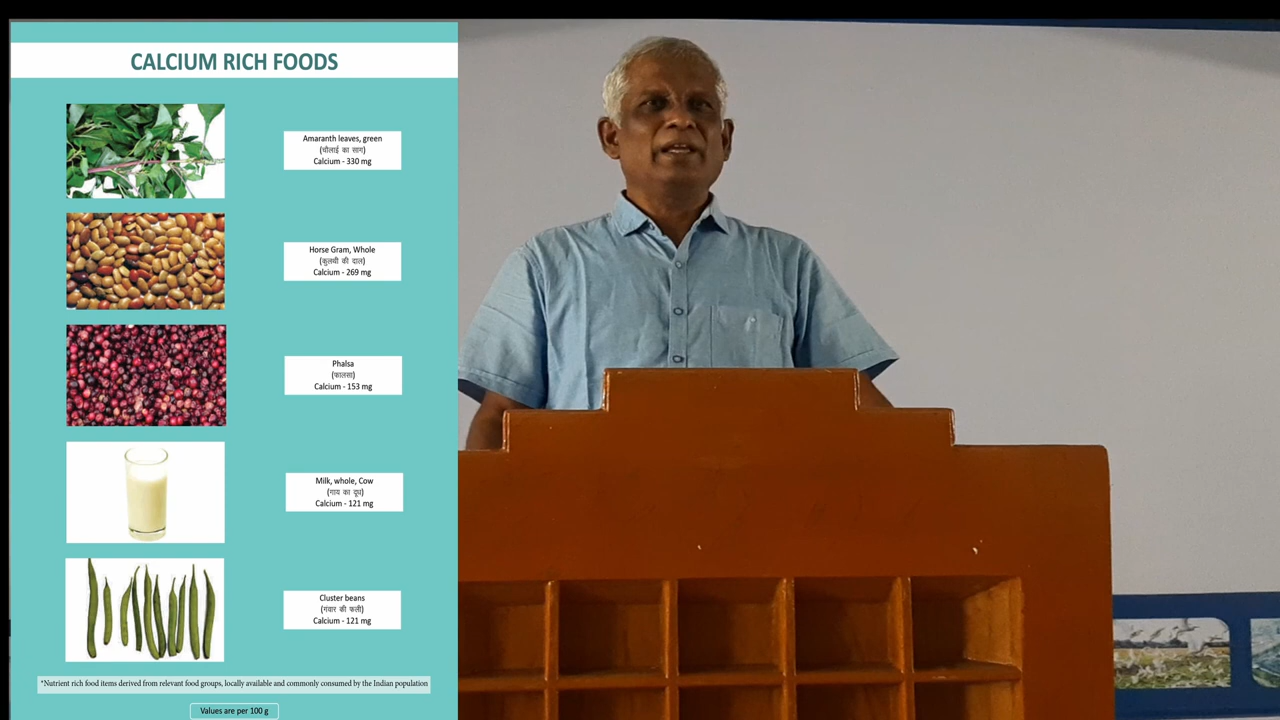 CALCIUM RICH FOODS
Amaranth leaves, green
(चौलाई का साग)
Calcium - 330 mg
Horse Gram, Whole
(कुलथी की दाल)
Calcium - 269 mg
Phalsa
(फालसा)
Calcium - 153 mg
Milk, whole, Cow
(गाय का दूध)
Calcium - 121 mg
Cluster beans
(गंवार की फली)
Calcium - 121 mg
*Nutrient rich food items derived from relevant food groups, locally available and commonly consumed by the Indian population
Values are per 100 g